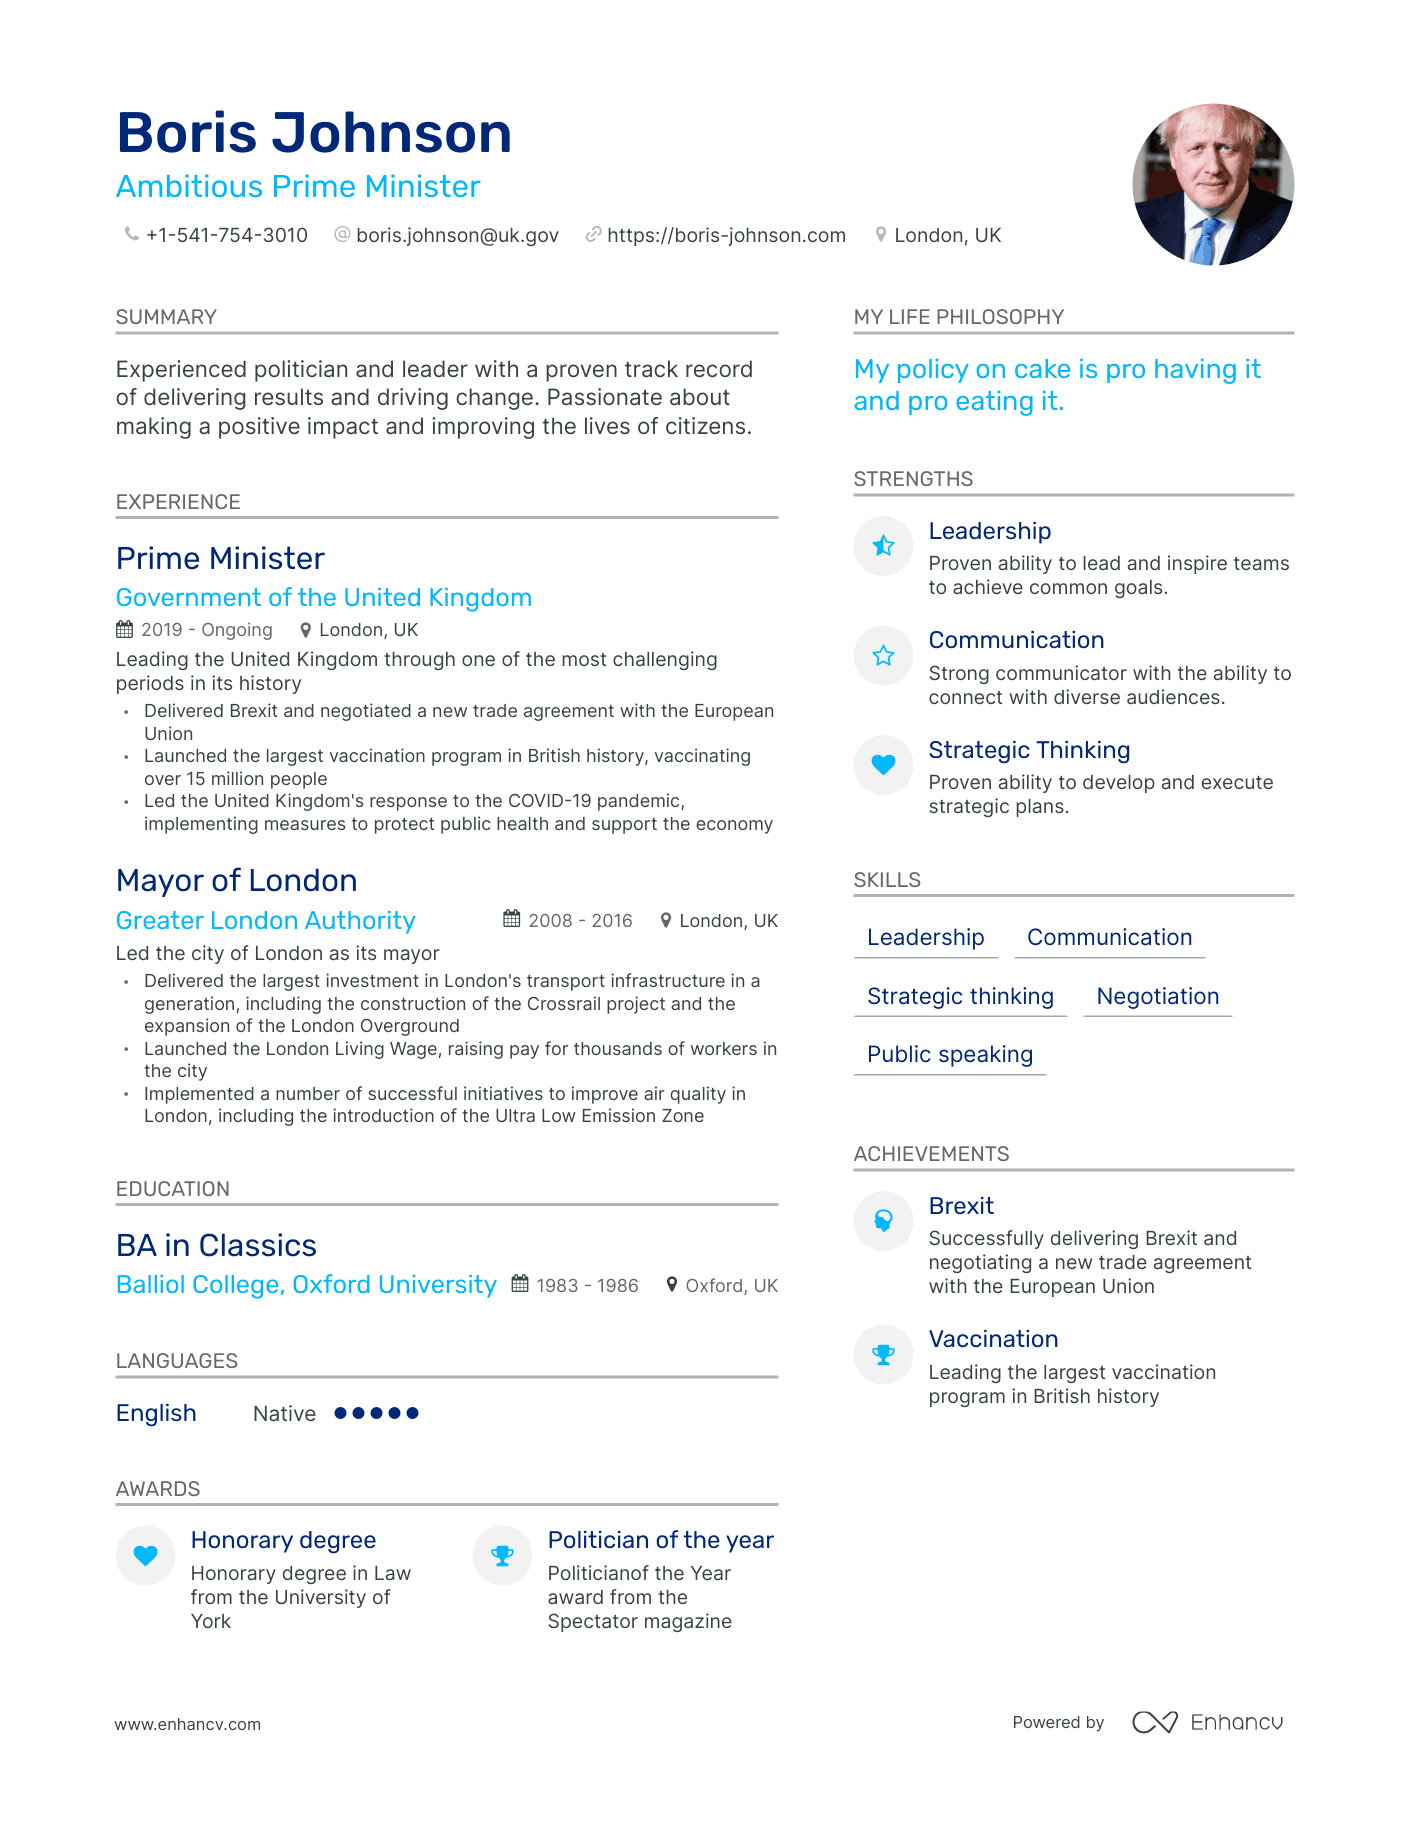 Boris Johnson
Ambitious Prime Minister
+1-541-754-3010 @ boris.johnson@uk.gov https://boris-johnson.com London, UK
SUMMARY
Experienced politician and leader with a proven track record
of delivering results and driving change. Passionate about
making a positive impact and improving the lives of citizens.
EXPERIENCE
Prime Minister
Government of the United Kingdom
2019 - Ongoing London, UK
Leading the United Kingdom through one of the most challenging
periods in its history
• Delivered Brexit and negotiated a new trade agreement with the European
Union
• Launched the largest vaccination program in British history, vaccinating
over 15 million people
• Led the United Kingdom's response to the COVID-19 pandemic,
implementing measures to protect public health and support the economy
Mayor of London
Greater London Authority 2008 - 2016 London, UK
Led the city of London as its mayor
• Delivered the largest investment in London's transport infrastructure in a
generation, including the construction of the Crossrail project and the
expansion of the London Overground
• Launched the London Living Wage, raising pay for thousands of workers in
the city
• Implemented a number of successful initiatives to improve air quality in
London, including the introduction of the Ultra Low Emission Zone
EDUCATION
BA in Classics
Balliol College, Oxford University 1983 - 1986 Oxford, UK
LANGUAGES
English Native
AWARDS
Honorary degree
Honorary degree in Law
from the University of
York
Politician of the year
Politicianof the Year
award from the
Spectator magazine
MY LIFE PHILOSOPHY
My policy on cake is pro having it
and pro eating it.
STRENGTHS
Leadership
Proven ability to lead and inspire teams
to achieve common goals.
Communication
Strong communicator with the ability to
connect with diverse audiences.
Strategic Thinking
Proven ability to develop and execute
strategic plans.
SKILLS
Leadership Communication
Strategic thinking Negotiation
Public speaking
ACHIEVEMENTS
Brexit
Successfully delivering Brexit and
negotiating a new trade agreement
with the European Union
Vaccination
Leading the largest vaccination
program in British history
www.enhancv.com
Powered by Enhancv